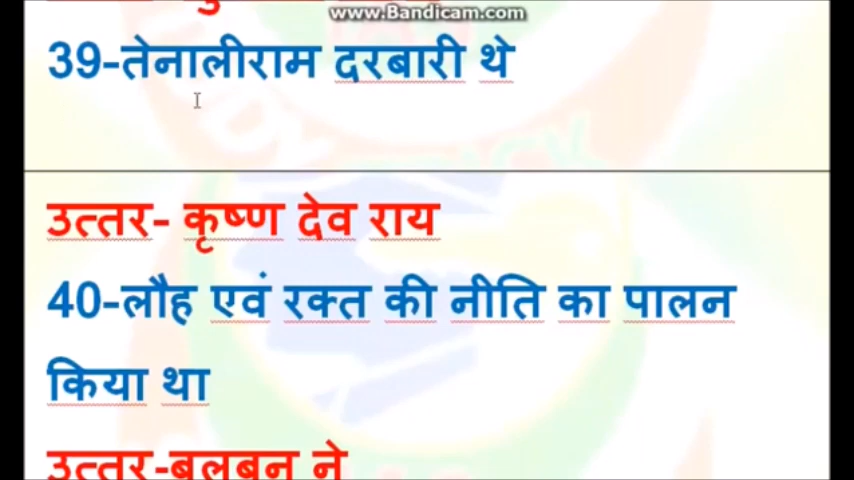 www.Bandicam.com
39-तेनालीराम दरबारी थे
उत्तर- कृष्ण देव राय
40-लौह एवं रक्त की नीति का पालन
किया था
उत्तर-बलबन ने